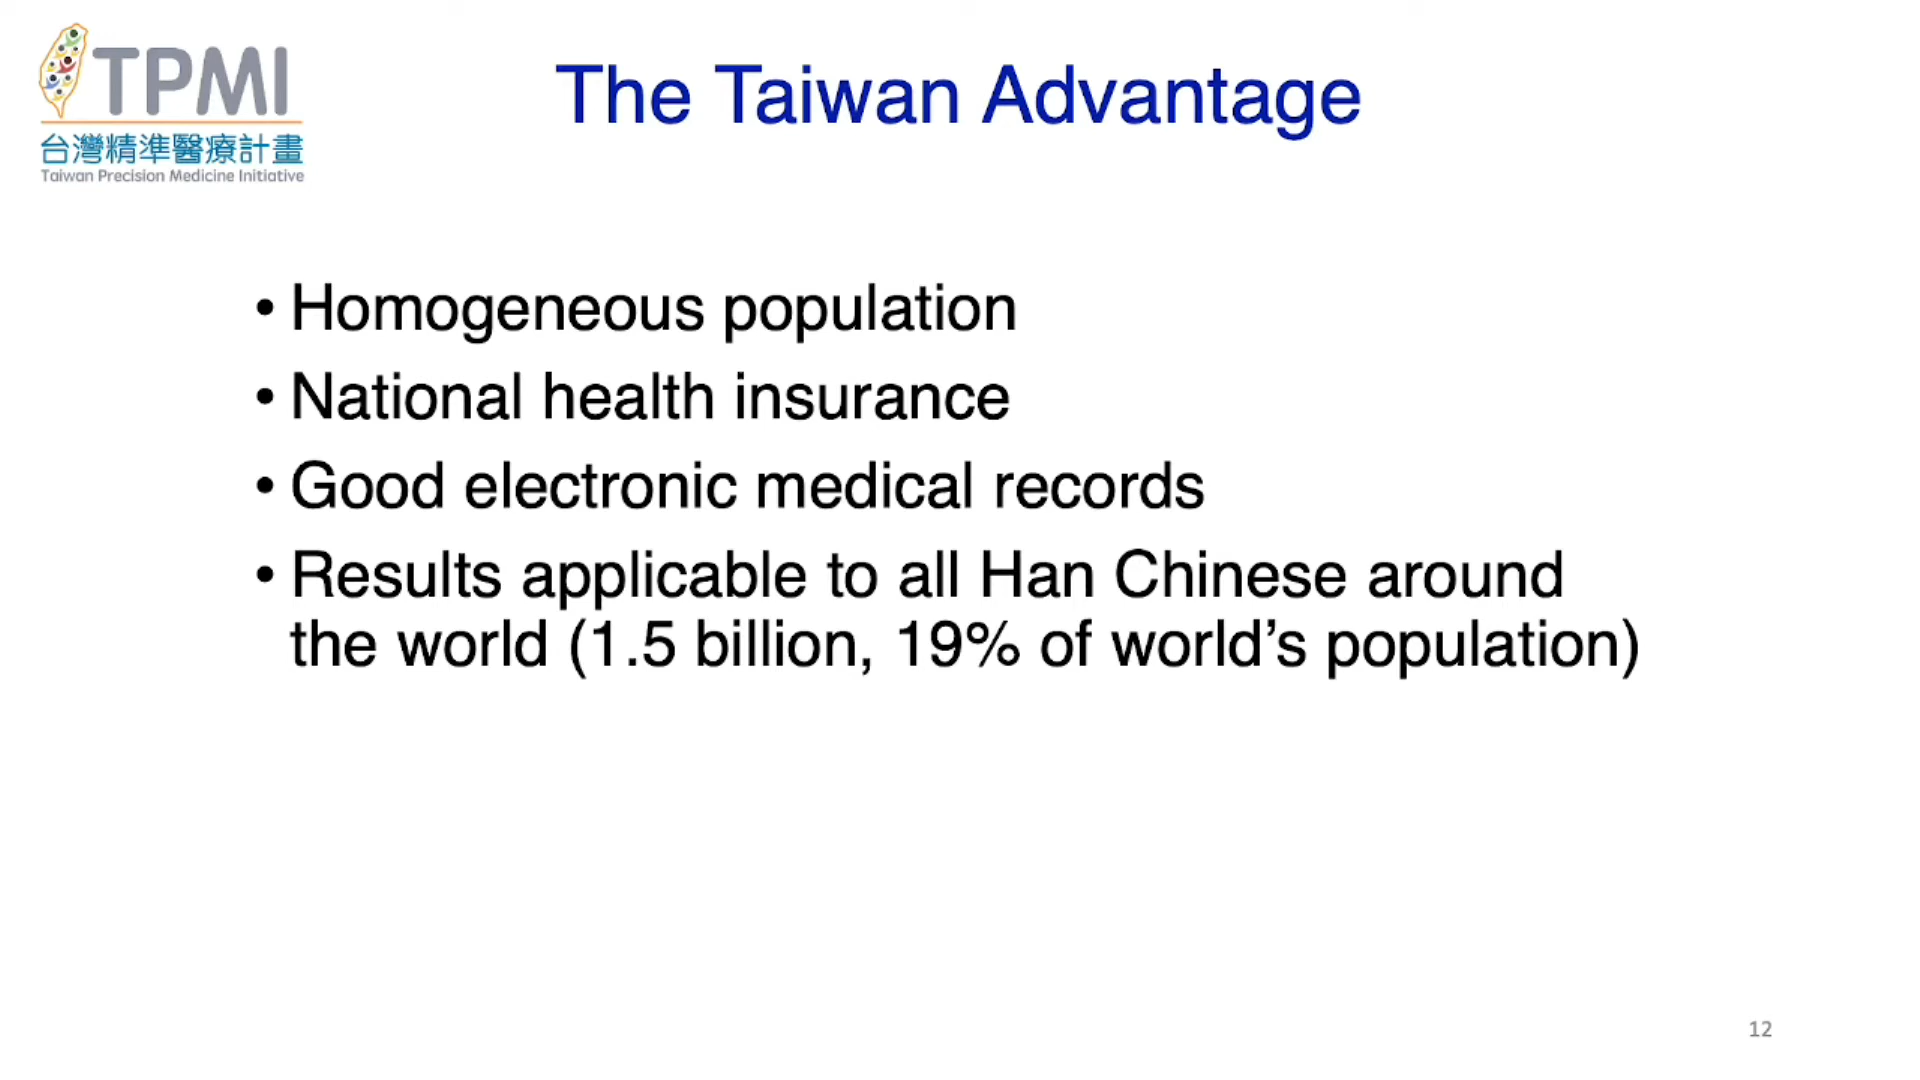 TPMI
台灣精準醫療計畫
Taiwan Precision Medicine Initiative
The Taiwan Advantage
• Homogeneous population
• National health insurance
• Good electronic medical records
• Results applicable to all Han Chinese around
the world (1.5 billion, 19% of world’s population)
12